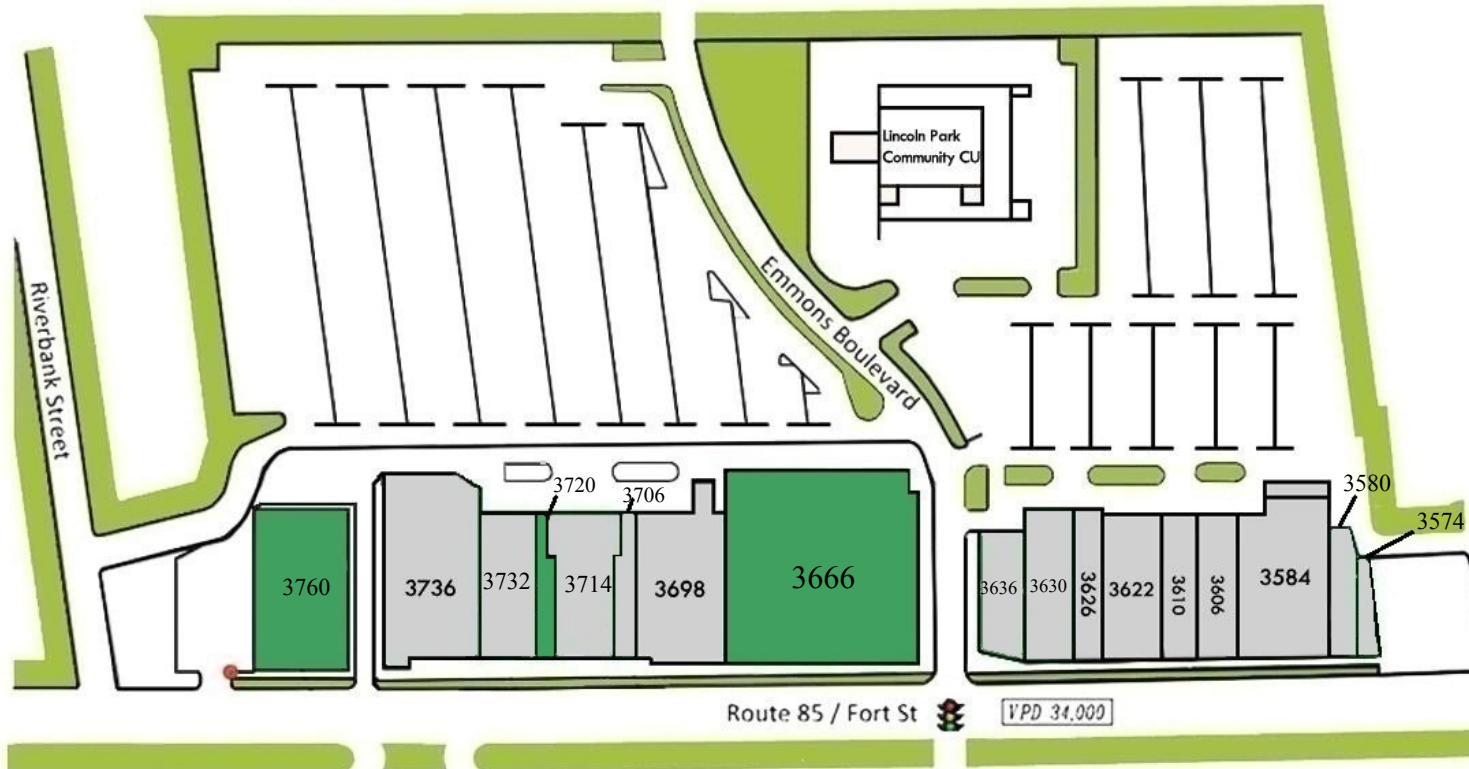 Lincoln Park
Community CU
Emmons Boulevard
Riverbank Street
3720
3706
3580
3574
3760
3736
3732
3714
3698
3666
3636
3630
3626
3622
3610
3606
3584
Route 85 / Fort St
VPD 34,000